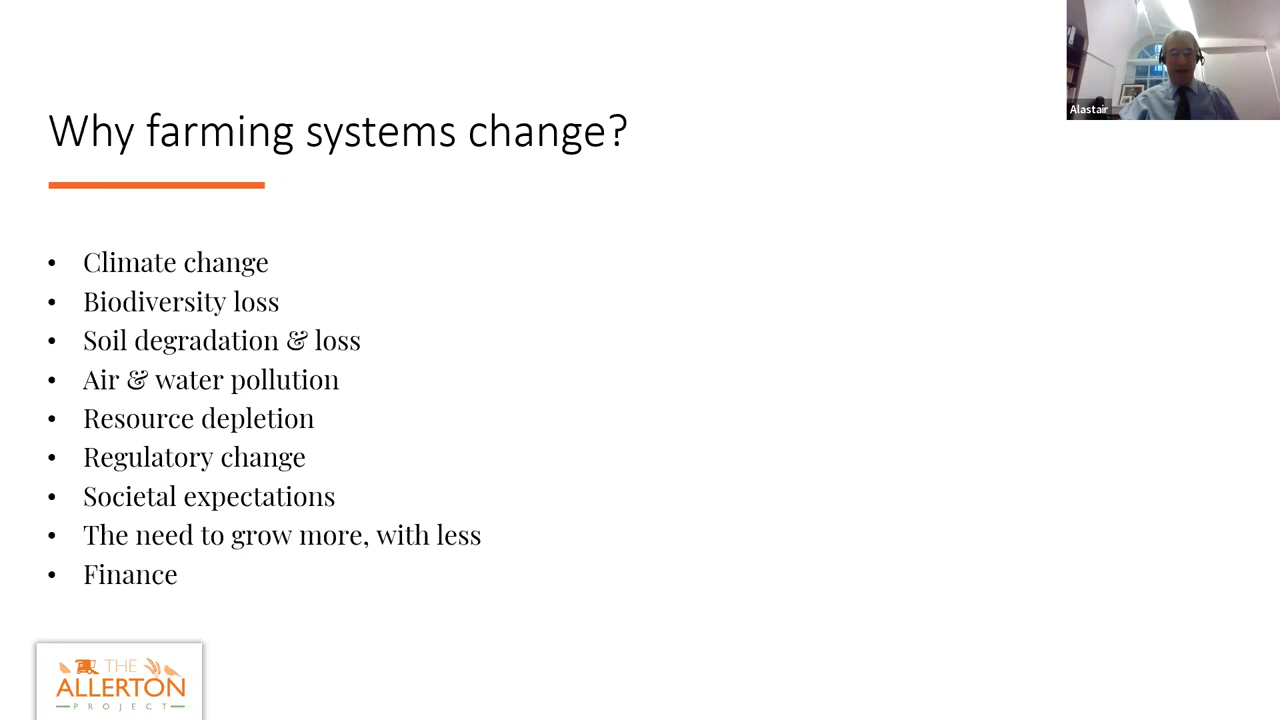 Alastair
Why farming systems change?
• Climate change
• Biodiversity loss
• Soil degradation & loss
• Air & water pollution
• Resource depletion
• Regulatory change
• Societal expectations
• The need to grow more, with less
• Finance
THE
ALLERTON
PROJECT